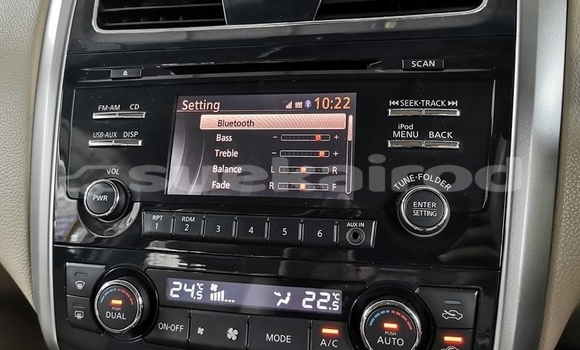 SCAN
FM·AM CD
Setting 10:22
SEEK·TRACK
Bluetooth
Bass - +
Treble - +
Balance L R
Fade R F
USB·AUX DISP
iPod
MENU BACK
VOL
PWR
TUNE·FOLDER
ENTER
SETTING
RPT RDM
1 2 3 4 5 6 AUX IN
24.5°C 22.5°C
PUSH
DUAL
ON·OFF
MODE
A/C
PUSH
AUTO